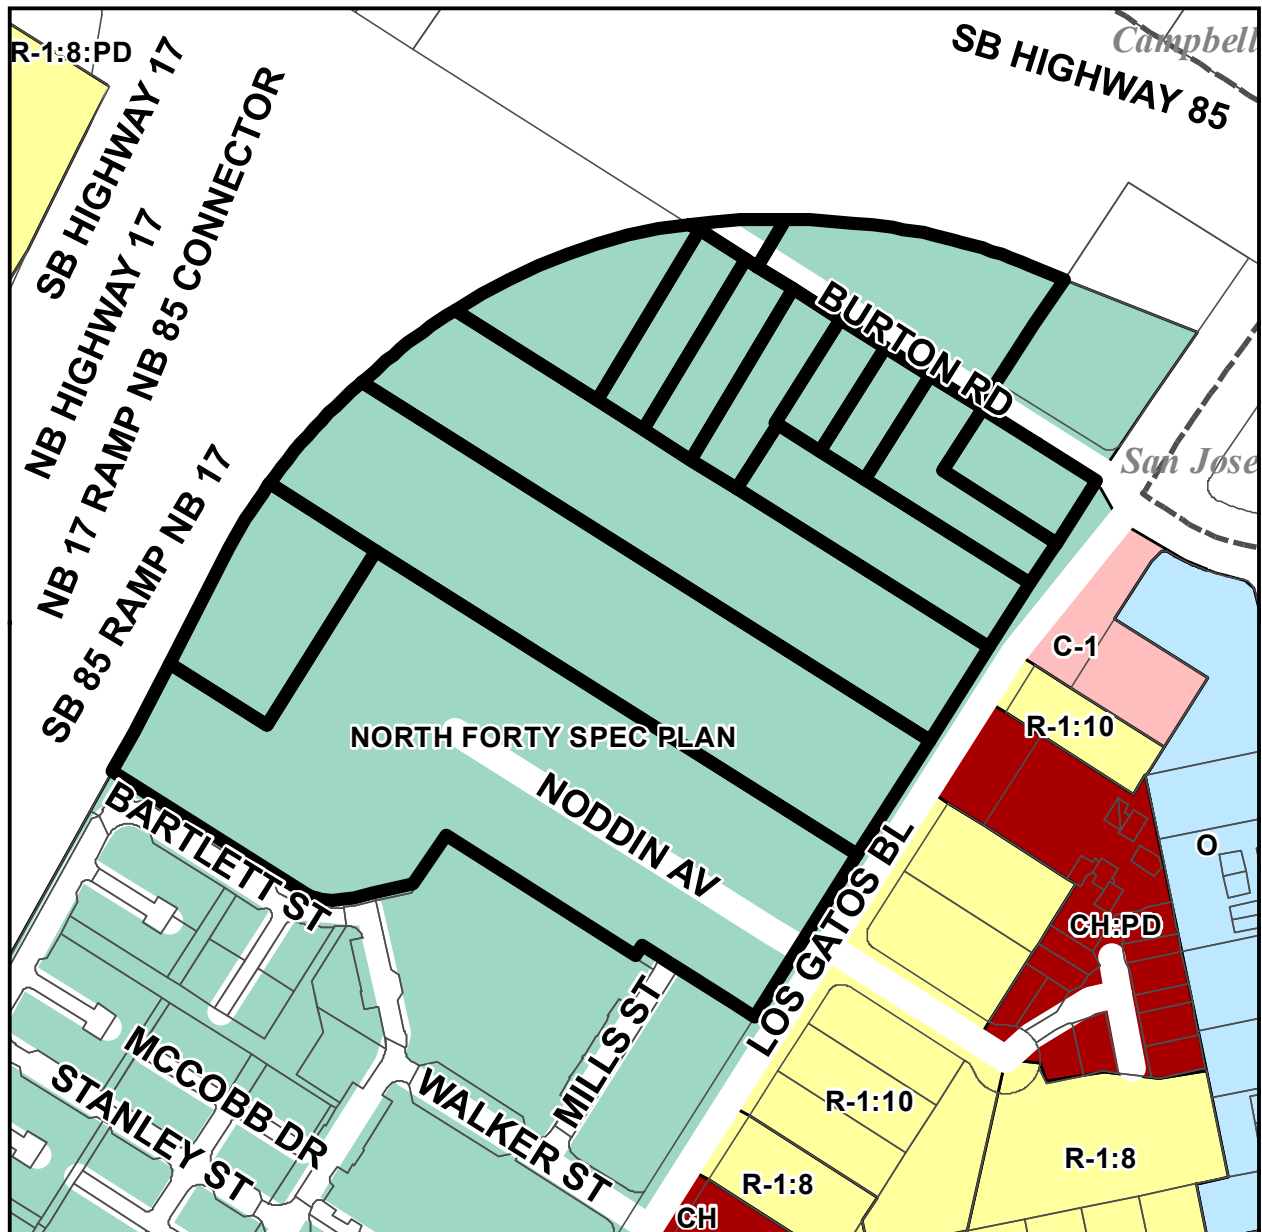 R-1:8:PD
SB HIGHWAY 17
NB HIGHWAY 17
NB 17 RAMP NB 85 CONNECTOR
SB 85 RAMP NB 17
SB HIGHWAY 85
Campbell
San Jose
BURTON RD
C-1
R-1:10
NORTH FORTY SPEC PLAN
NODDIN AV
LOS GATOS BL
O
CH:PD
BARTLETT ST
MCCOBB DR
STANLEY ST
WALKER ST
MILLS ST
R-1:10
R-1:8
R-1:8
CH